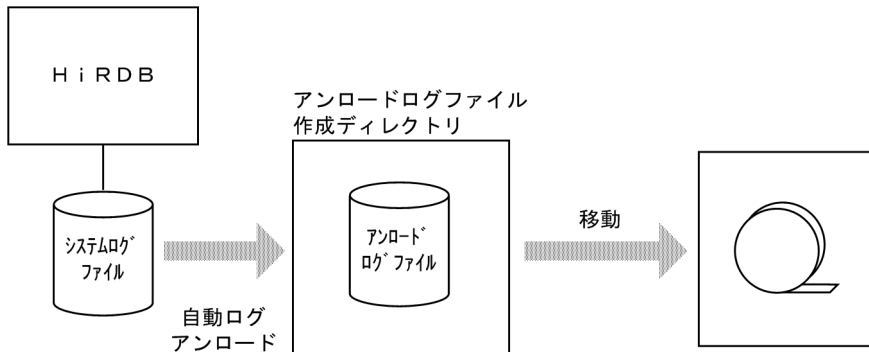 ＨｉＲＤＢ
アンロードログファイル
作成ディレクトリ
ｼｽﾃﾑﾛｸﾞ
ﾌｧｲﾙ
自動ログ
アンロード
ｱﾝﾛｰﾄﾞ
ﾛｸﾞﾌｧｲﾙ
移動